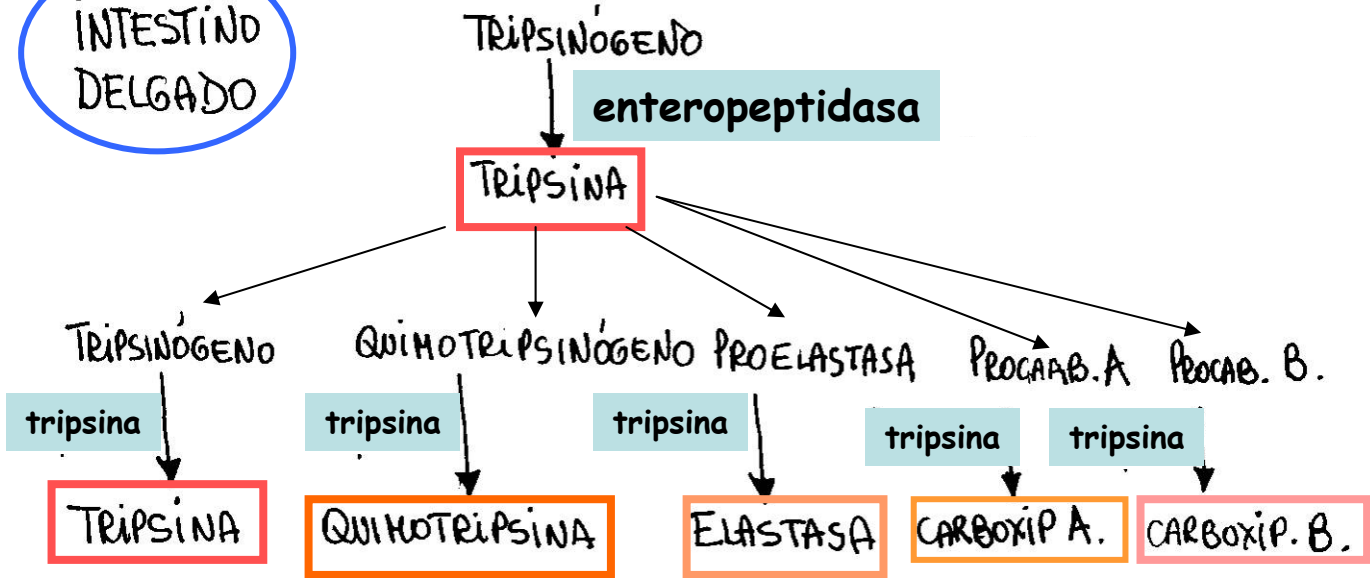 INTESTINO
DELGADO
TRIPSINÓGENO
enteropeptidasa
TRIPSINA
TRIPSINÓGENO QUIMOTRIPSINÓGENO PROELASTASA PROCARB. A PROCAB. B.
tripsina tripsina tripsina tripsina tripsina
TRIPSINA QUIMOTRIPSINA ELASTASA CARBOXIP A. CARBOXIP. B.